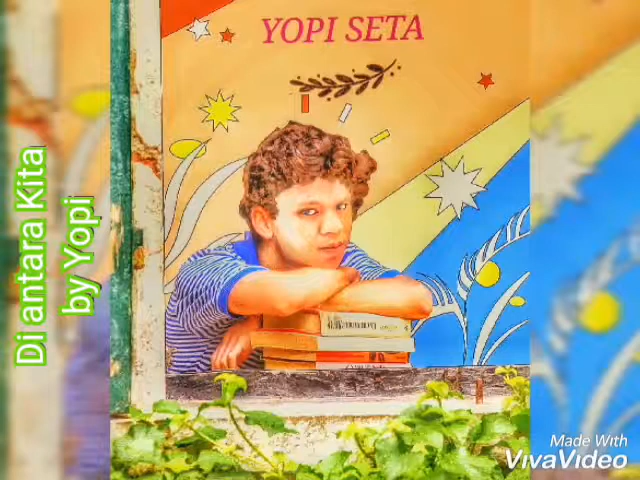 YOPI SETA
Di antara Kita
by Yopi
Made With
VivaVideo